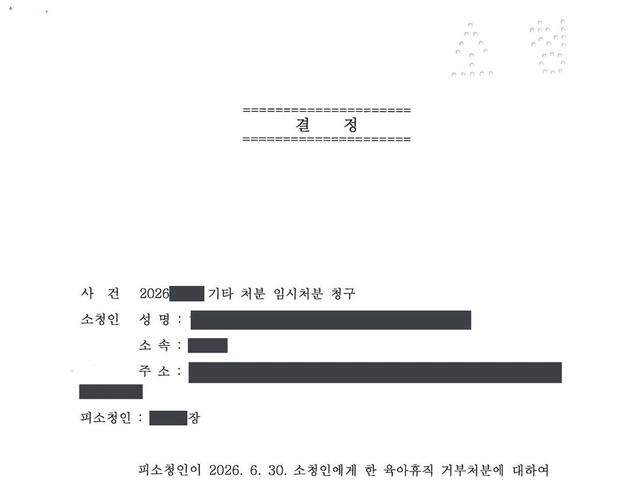 소 청
=====================
결 정
=====================
사 건 2026 기타 처분 임시처분 청구
소청인 성 명 :
소 속 :
주 소 :
피소청인 : 장
피소청인이 2026. 6. 30. 소청인에게 한 육아휴직 거부처분에 대하여